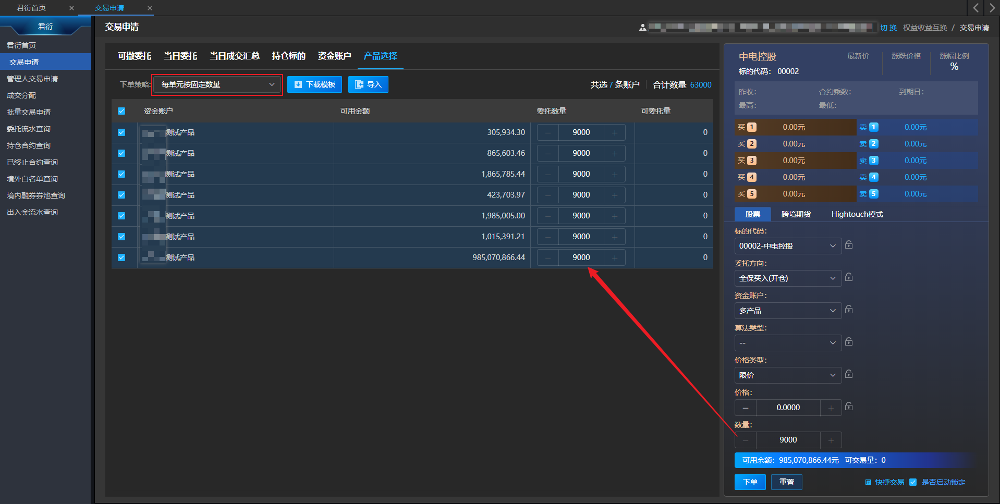 君衍首页
交易申请
君衍
君衍首页
交易申请
管理人交易申请
成交分配
批量交易申请
委托流水查询
持仓合约查询
已终止合约查询
境外白名单查询
境内融券券池查询
出入金流水查询
交易申请
切 换 权益收益互换 / 交易申请
可撤委托 当日委托 当日成交汇总 持仓标的 资金账户 产品选择
下单策略: 每单元按固定数量 下载模板 导入 共选 7 条账户 合计数量 63000
资金账户 可用金额 委托数量 可委托量
测试产品 305,934.30 9000 0
测试产品 865,603.46 9000 0
测试产品 1,865,785.44 9000 0
测试产品 423,703.97 9000 0
测试产品 1,985,005.00 9000 0
测试产品 1,015,391.21 9000 0
测试产品 985,070,866.44 9000 0
中电控股 最新价 涨跌价格 涨幅比例
标的代码: 00002 %
昨收: 合约乘数: 到期日:
最高: 最低:
买 1 0.00元 卖 1 0.00元
买 2 0.00元 卖 2 0.00元
买 3 0.00元 卖 3 0.00元
买 4 0.00元 卖 4 0.00元
买 5 0.00元 卖 5 0.00元
股票 跨境期货 Hightouch模式
标的代码:
00002-中电控股
委托方向:
全保买入(开仓)
资金账户:
多产品
算法类型:
--
价格类型:
限价
价格:
0.0000
数量:
9000
可用余额: 985,070,866.44元 可交易量: 0
下单 重置 快捷交易 是否启动锁定